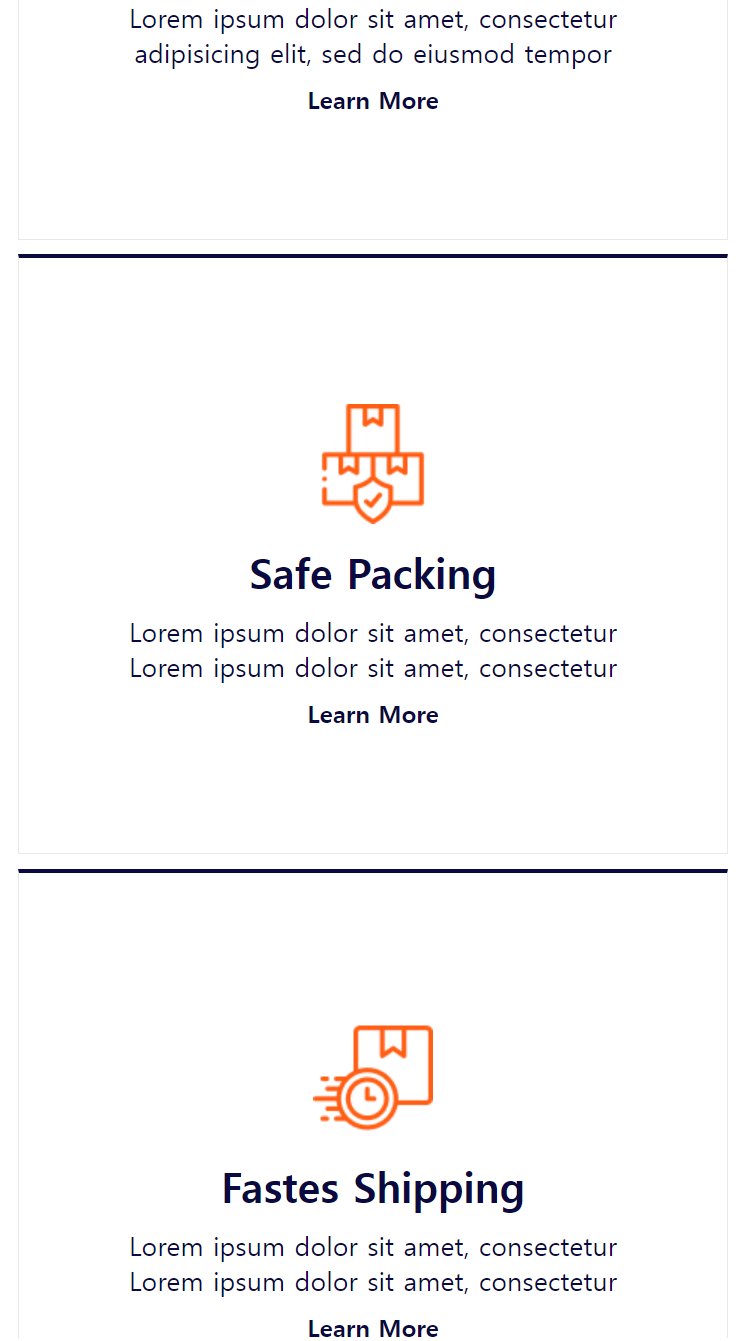 Lorem ipsum dolor sit amet, consectetur
adipisicing elit, sed do eiusmod tempor
Learn More
Safe Packing
Lorem ipsum dolor sit amet, consectetur
Lorem ipsum dolor sit amet, consectetur
Learn More
Fastes Shipping
Lorem ipsum dolor sit amet, consectetur
Lorem ipsum dolor sit amet, consectetur
Learn More